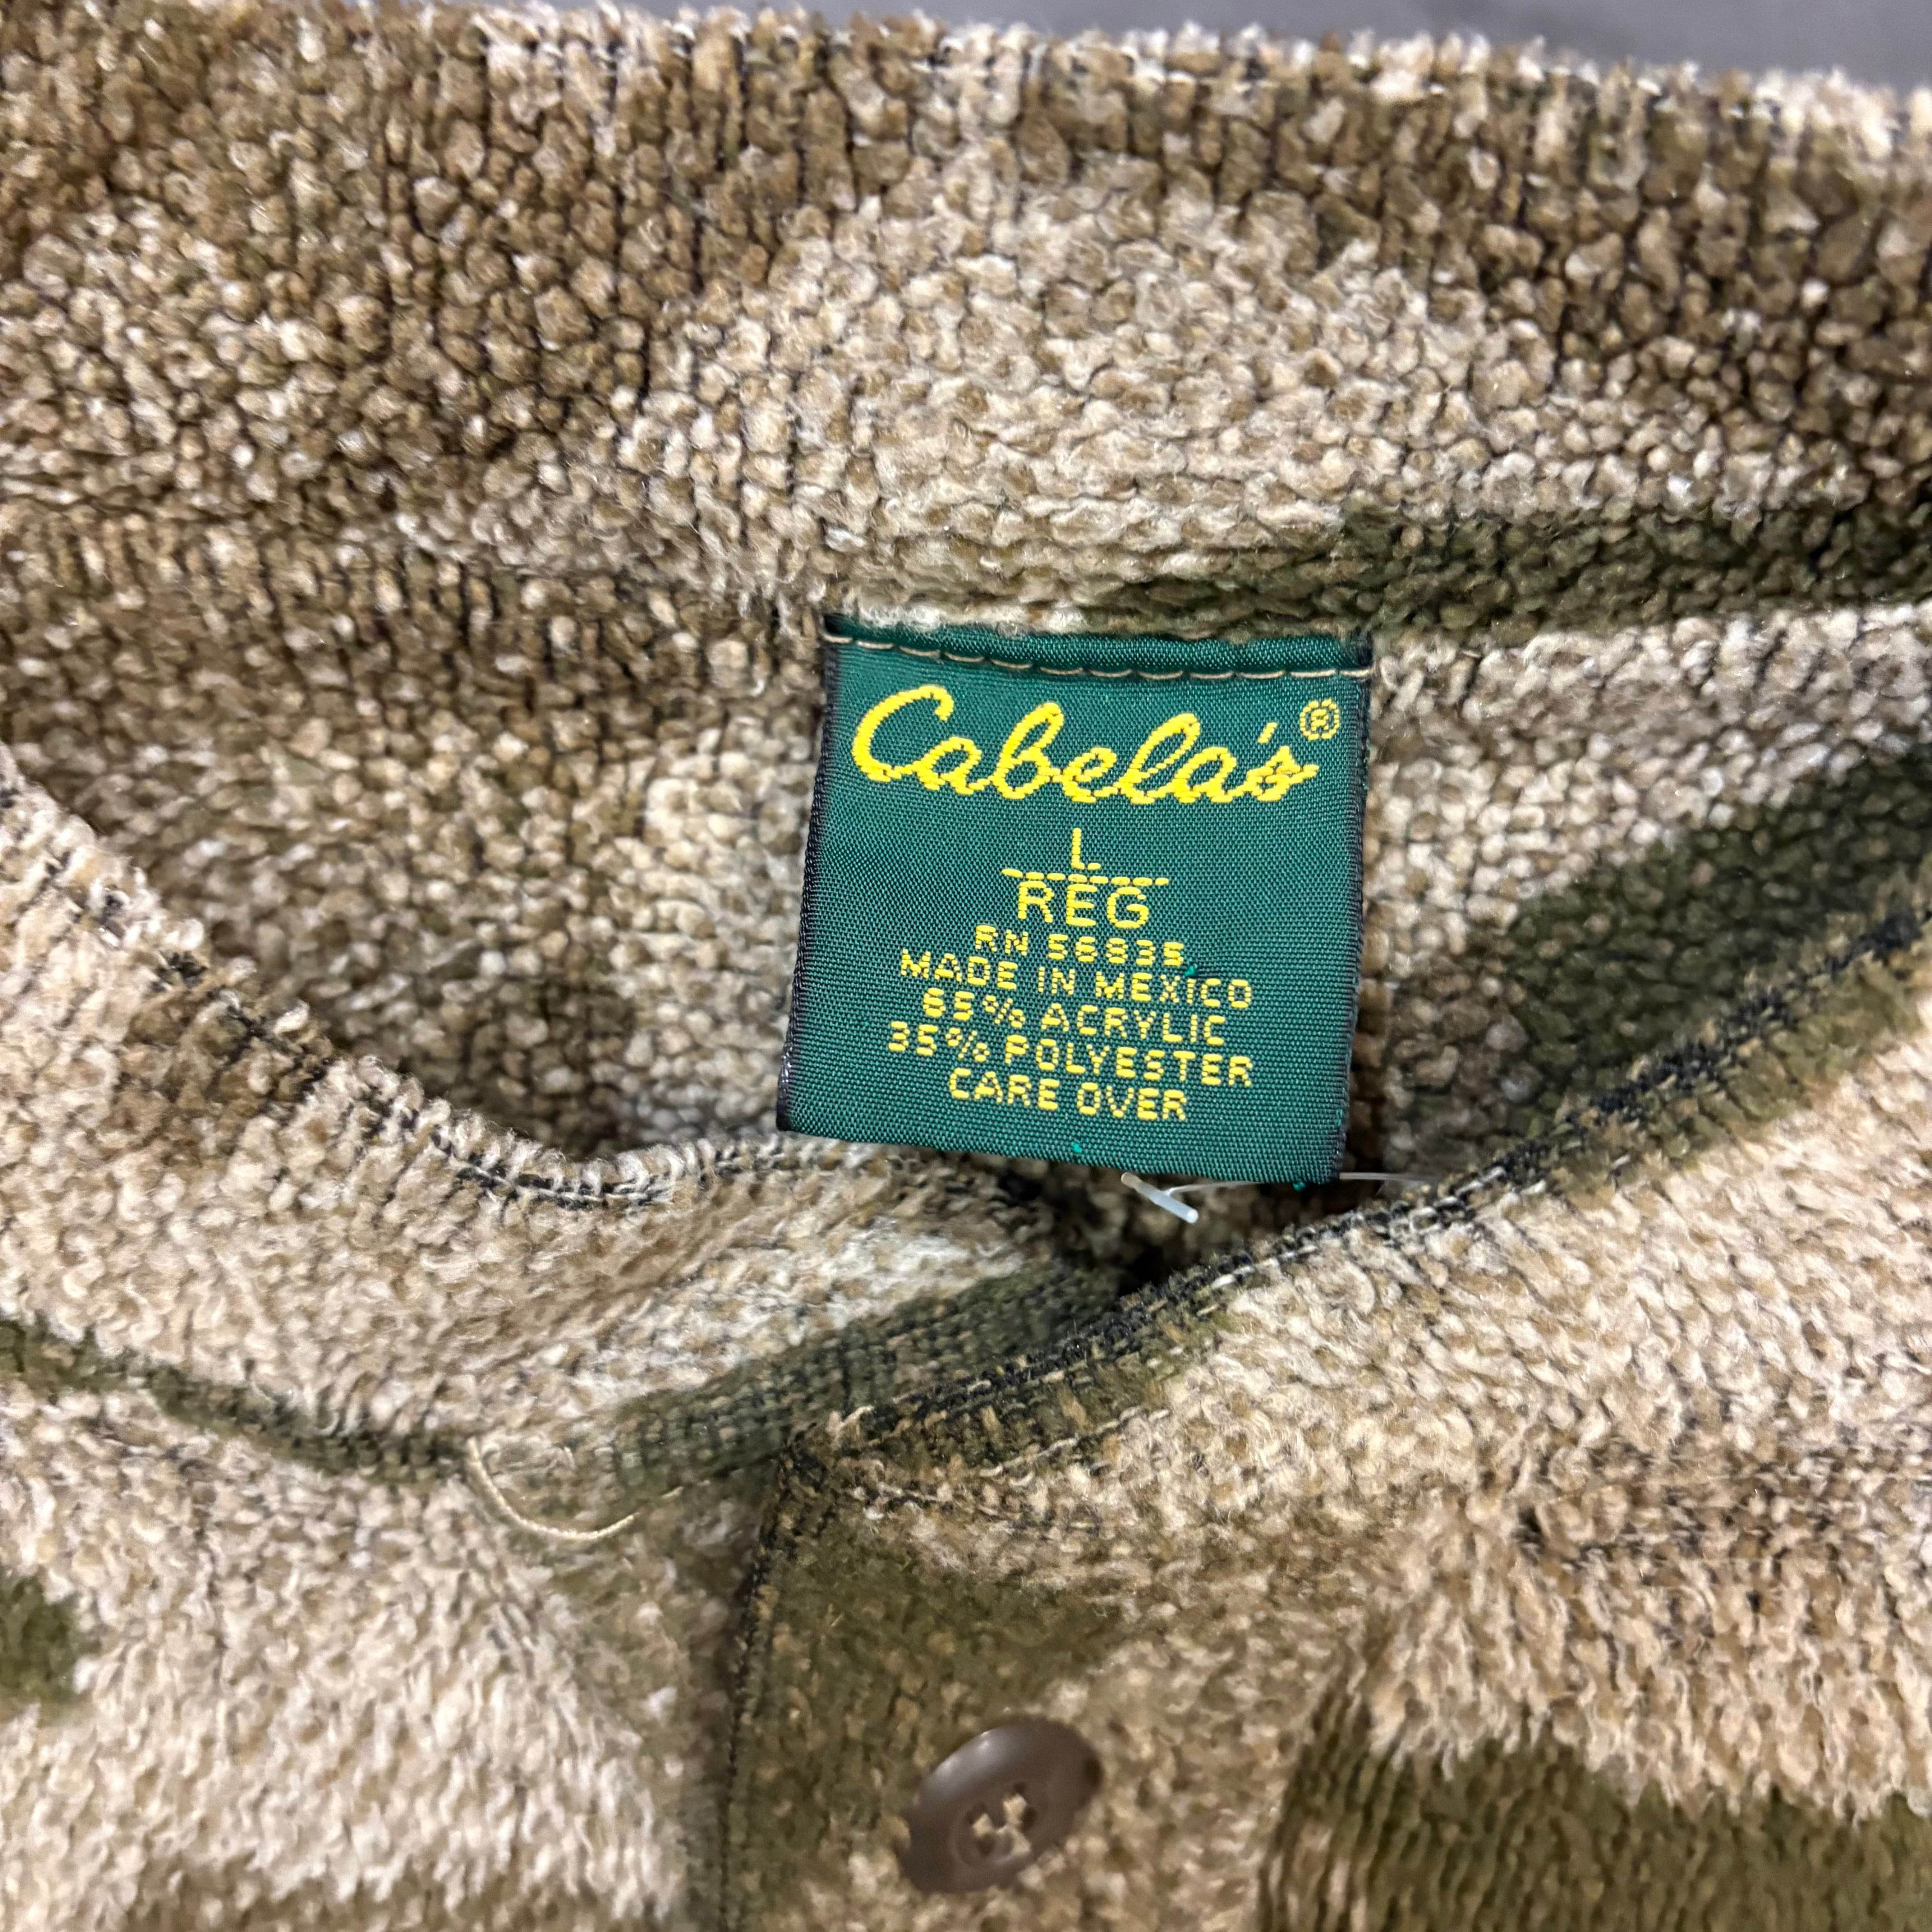 Cabela's®
L
REG
RN 56835
MADE IN MEXICO
65% ACRYLIC
35% POLYESTER
CARE OVER